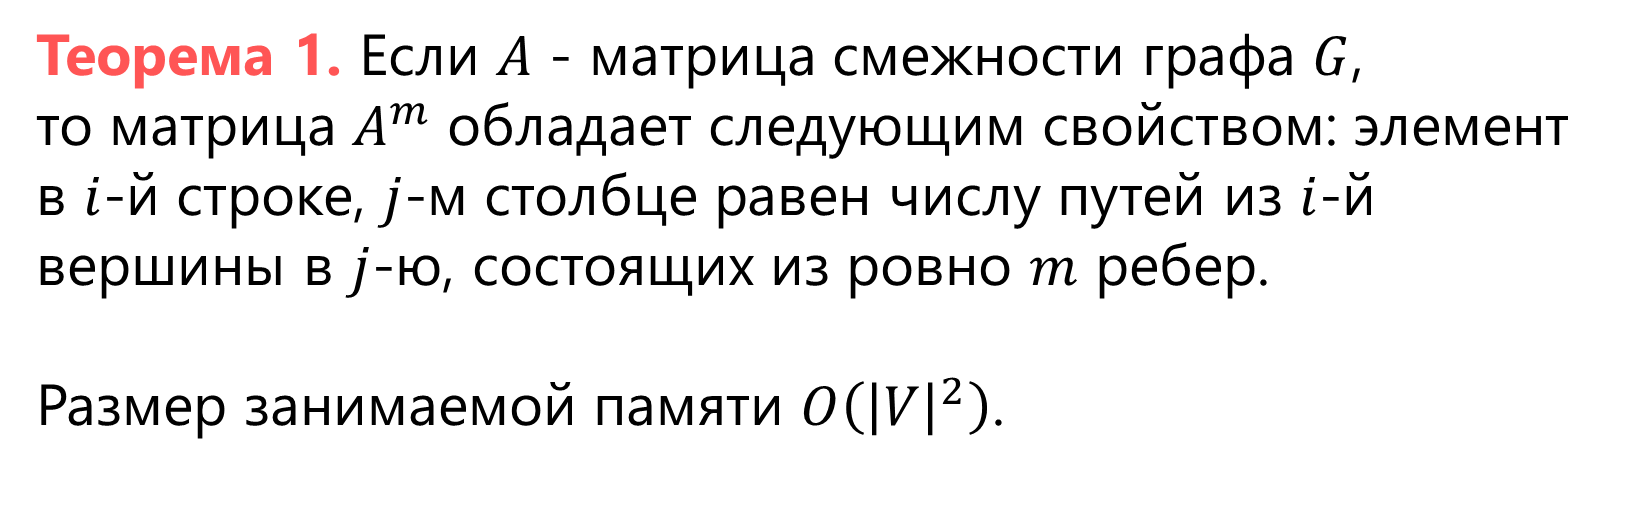 Теорема 1. Если A - матрица смежности графа G,
то матрица Aᵐ обладает следующим свойством: элемент
в i-й строке, j-м столбце равен числу путей из i-й
вершины в j-ю, состоящих из ровно m ребер.
Размер занимаемой памяти O(|V|²).